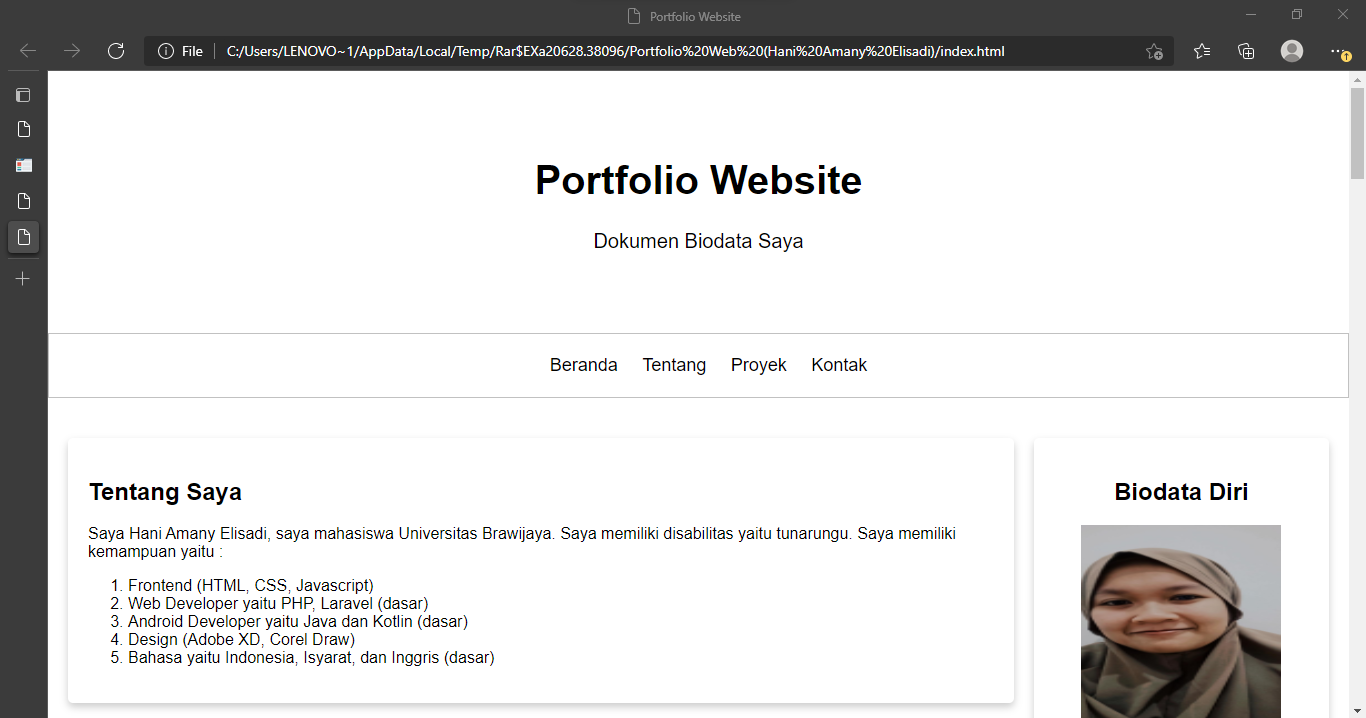 Portfolio Website
File
C:/Users/LENOVO~1/AppData/Local/Temp/Rar$EXa20628.38096/Portfolio%20Web%20(Hani%20Amany%20Elisadi)/index.html
Portfolio Website
Dokumen Biodata Saya
Beranda Tentang Proyek Kontak
Tentang Saya
Saya Hani Amany Elisadi, saya mahasiswa Universitas Brawijaya. Saya memiliki disabilitas yaitu tunarungu. Saya memiliki
kemampuan yaitu :
1. Frontend (HTML, CSS, Javascript)
2. Web Developer yaitu PHP, Laravel (dasar)
3. Android Developer yaitu Java dan Kotlin (dasar)
4. Design (Adobe XD, Corel Draw)
5. Bahasa yaitu Indonesia, Isyarat, dan Inggris (dasar)
Biodata Diri